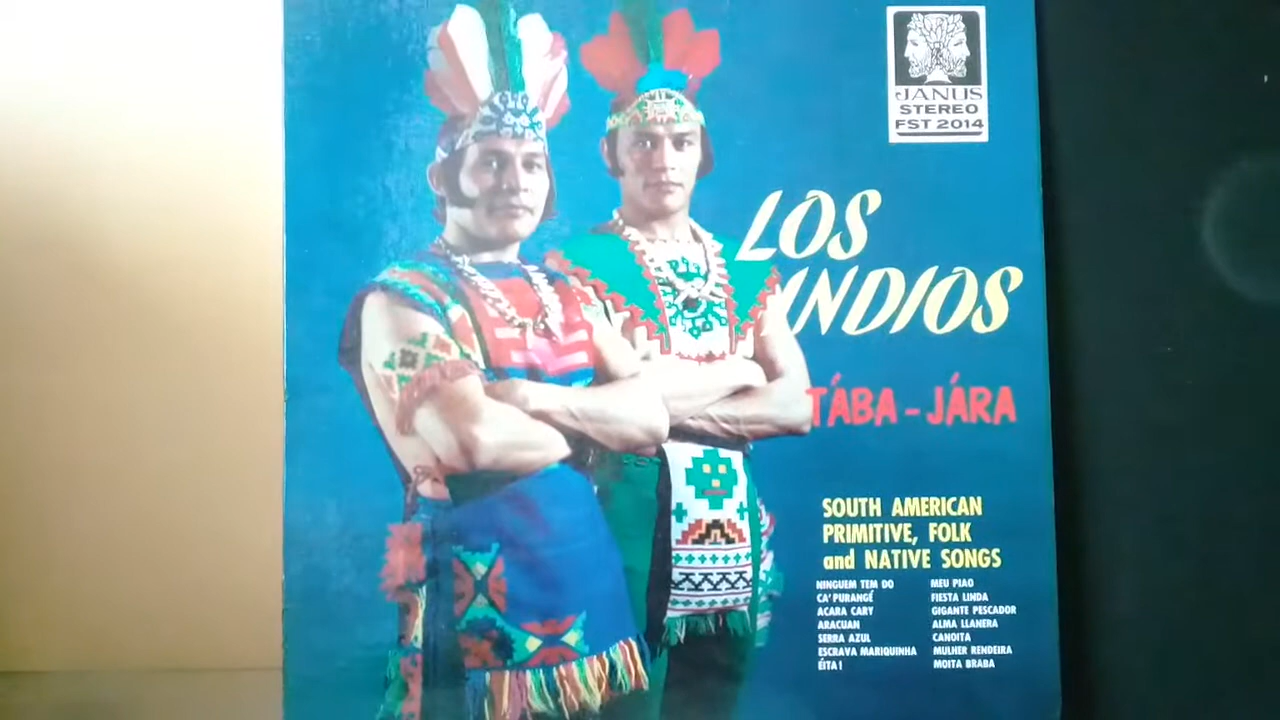 JANUS
STEREO
FST 2014
LOS
INDIOS
TÁBA-JÁRA
SOUTH AMERICAN
PRIMITIVE, FOLK
and NATIVE SONGS
NINGUEM TEM DO
CA'PURANGÉ
ACARA CARY
ARACUAN
SERRA AZUL
ESCRAVA MARIQUINHA
ÉITA!
MEU PIAO
FIESTA LINDA
GIGANTE PESCADOR
ALMA LLANERA
CANOITA
MULHER RENDEIRA
MOITA BRABA